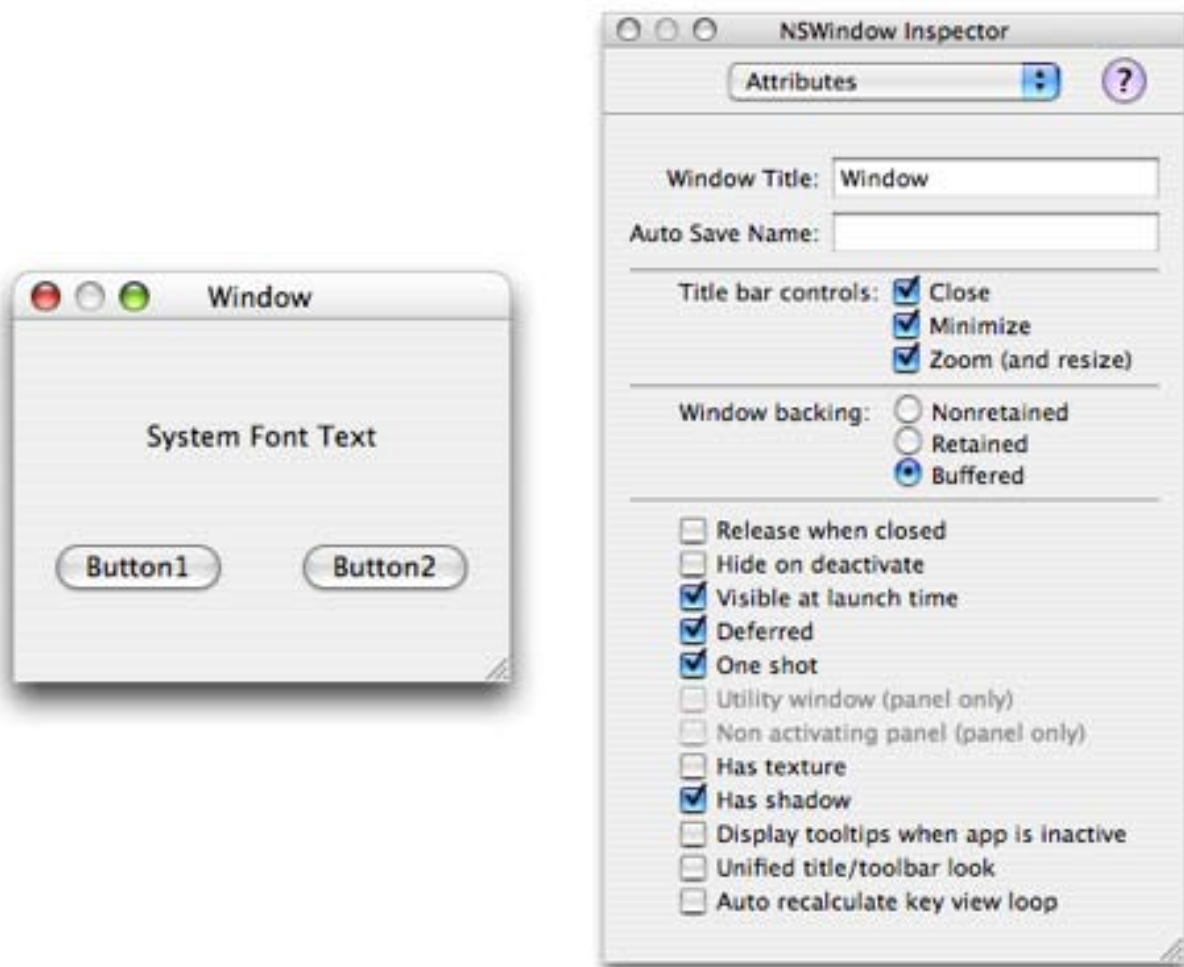 Window
System Font Text
Button1
Button2
NSWindow Inspector
Attributes
?
Window Title: Window
Auto Save Name:
Title bar controls: Close
Minimize
Zoom (and resize)
Window backing: Nonretained
Retained
Buffered
Release when closed
Hide on deactivate
Visible at launch time
Deferred
One shot
Utility window (panel only)
Non activating panel (panel only)
Has texture
Has shadow
Display tooltips when app is inactive
Unified title/toolbar look
Auto recalculate key view loop